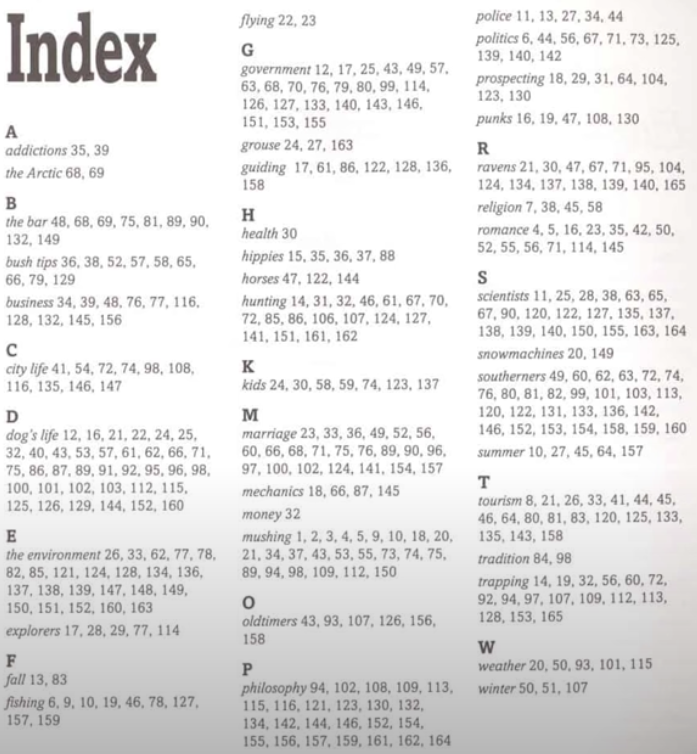 Index
A
addictions 35, 39
the Arctic 68, 69
B
the bar 48, 68, 69, 75, 81, 89, 90,
132, 149
bush tips 36, 38, 52, 57, 58, 65,
66, 79, 129
business 34, 39, 48, 76, 77, 116,
128, 132, 145, 156
C
city life 41, 54, 72, 74, 98, 108,
116, 135, 146, 147
D
dog's life 12, 16, 21, 22, 24, 25,
32, 40, 43, 53, 57, 61, 62, 66, 71,
75, 86, 87, 89, 91, 92, 95, 96, 98,
100, 101, 102, 103, 112, 115,
125, 126, 129, 144, 152, 160
E
the environment 26, 33, 62, 77, 78,
82, 85, 121, 124, 128, 134, 136,
137, 138, 139, 147, 148, 149,
150, 151, 152, 160, 163
explorers 17, 28, 29, 77, 114
F
fall 13, 83
fishing 6, 9, 10, 19, 46, 78, 127,
157, 159
flying 22, 23
G
government 12, 17, 25, 43, 49, 57,
63, 68, 70, 76, 79, 80, 99, 114,
126, 127, 133, 140, 143, 146,
151, 153, 155
grouse 24, 27, 163
guiding 17, 61, 86, 122, 128, 136,
158
H
health 30
hippies 15, 35, 36, 37, 88
horses 47, 122, 144
hunting 14, 31, 32, 46, 61, 67, 70,
72, 85, 86, 106, 107, 124, 127,
141, 151, 161, 162
K
kids 24, 30, 58, 59, 74, 123, 137
M
marriage 23, 33, 36, 49, 52, 56,
60, 66, 68, 71, 75, 76, 89, 90, 96,
97, 100, 102, 124, 141, 154, 157
mechanics 18, 66, 87, 145
money 32
mushing 1, 2, 3, 4, 5, 9, 10, 18, 20,
21, 34, 37, 43, 53, 55, 73, 74, 75,
89, 94, 98, 109, 112, 150
O
oldtimers 43, 93, 107, 126, 156,
158
P
philosophy 94, 102, 108, 109, 113,
115, 116, 121, 123, 130, 132,
134, 142, 144, 146, 152, 154,
155, 156, 157, 159, 161, 162, 164
police 11, 13, 27, 34, 44
politics 6, 44, 56, 67, 71, 73, 125,
139, 140, 142
prospecting 18, 29, 31, 64, 104,
123, 130
punks 16, 19, 47, 108, 130
R
ravens 21, 30, 47, 67, 71, 95, 104,
124, 134, 137, 138, 139, 140, 165
religion 7, 38, 45, 58
romance 4, 5, 16, 23, 35, 42, 50,
52, 55, 56, 71, 114, 145
S
scientists 11, 25, 28, 38, 63, 65,
67, 90, 120, 122, 127, 135, 137,
138, 139, 140, 150, 155, 163, 164
snowmachines 20, 149
southerners 49, 60, 62, 63, 72, 74,
76, 80, 81, 82, 99, 101, 103, 113,
120, 122, 131, 133, 136, 142,
146, 152, 153, 154, 158, 159, 160
summer 10, 27, 45, 64, 157
T
tourism 8, 21, 26, 33, 41, 44, 45,
46, 64, 80, 81, 83, 120, 125, 133,
135, 143, 158
tradition 84, 98
trapping 14, 19, 32, 56, 60, 72,
92, 94, 97, 107, 109, 112, 113,
128, 153, 165
W
weather 20, 50, 93, 101, 115
winter 50, 51, 107